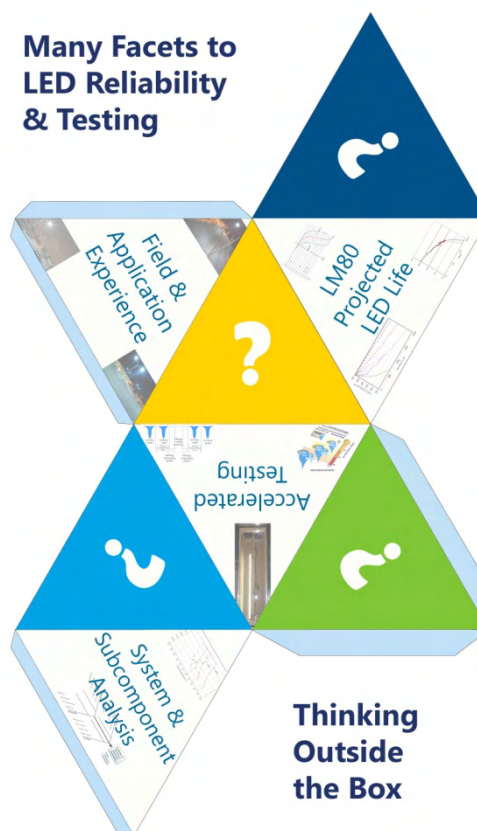 Many Facets to
LED Reliability
& Testing
?
Field &
Application
Experience
LM80
Projected
LED Life
?
?
Accelerated
Testing
?
System &
Subcomponent
Analysis
Thinking
Outside
the Box